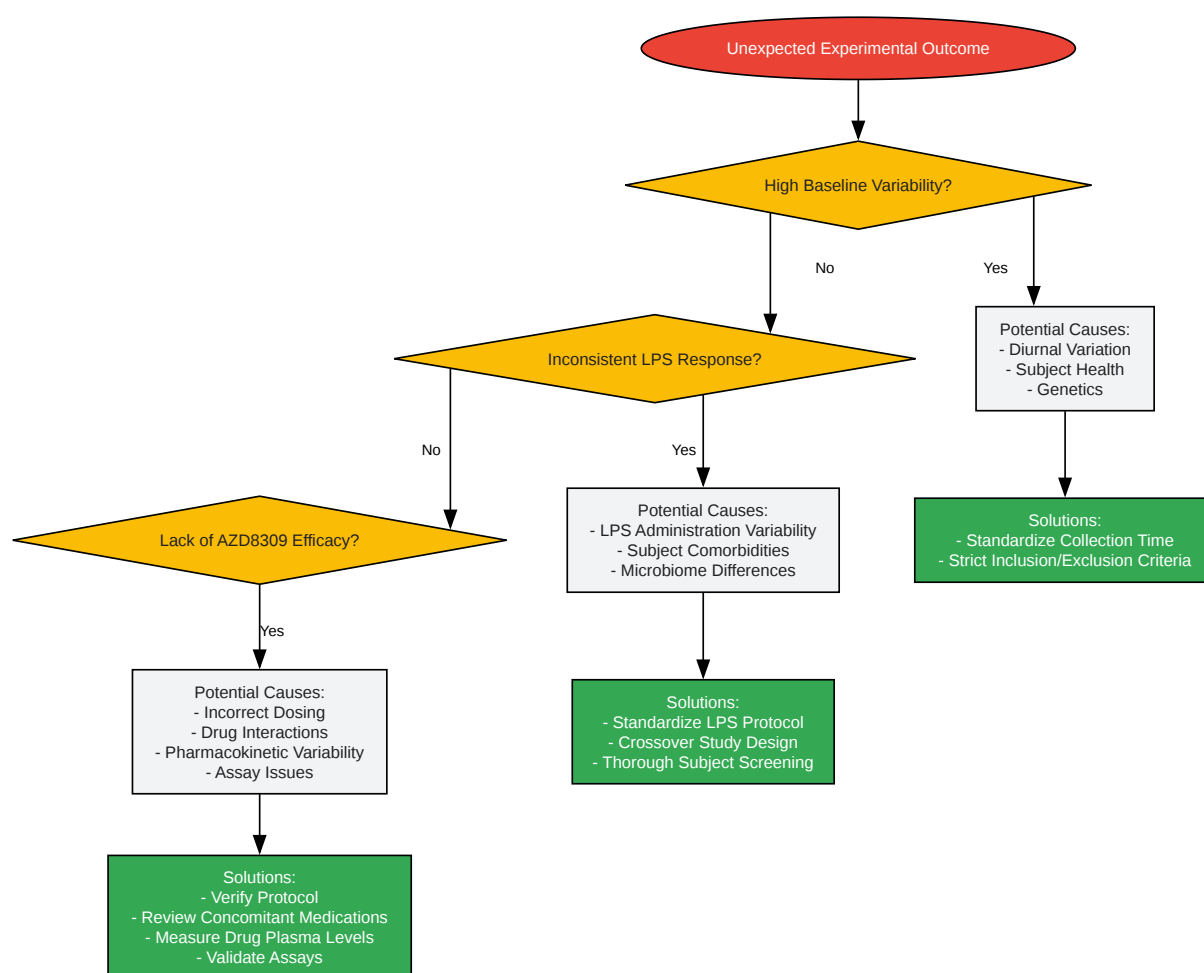 Unexpected Experimental Outcome
High Baseline Variability?
No
Yes
Inconsistent LPS Response?
Potential Causes:
- Diurnal Variation
- Subject Health
- Genetics
No
Yes
Lack of AZD8309 Efficacy?
Potential Causes:
- LPS Administration Variability
- Subject Comorbidities
- Microbiome Differences
Solutions:
- Standardize Collection Time
- Strict Inclusion/Exclusion Criteria
Yes
Potential Causes:
- Incorrect Dosing
- Drug Interactions
- Pharmacokinetic Variability
- Assay Issues
Solutions:
- Standardize LPS Protocol
- Crossover Study Design
- Thorough Subject Screening
Solutions:
- Verify Protocol
- Review Concomitant Medications
- Measure Drug Plasma Levels
- Validate Assays